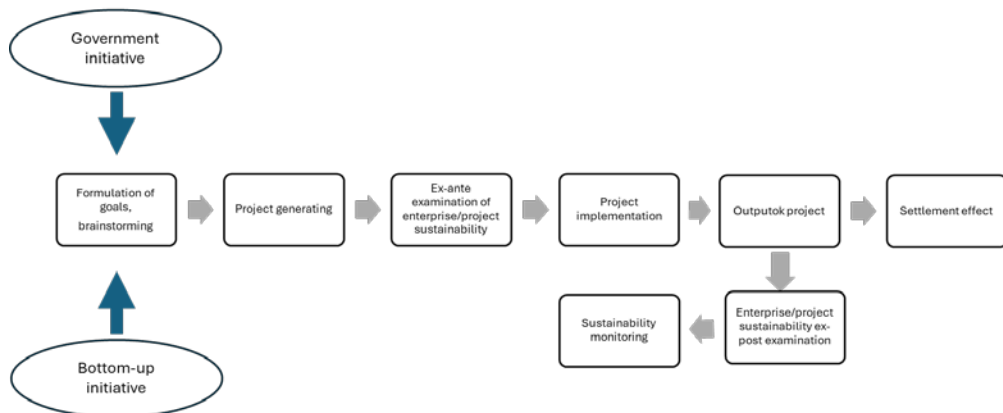 Government
initiative
Formulation of
goals,
brainstorming
Project generating
Ex-ante
examination of
enterprise/project
sustainability
Project
implementation
Outputok project
Settlement effect
Sustainability
monitoring
Enterprise/project
sustainability ex-
post examination
Bottom-up
initiative